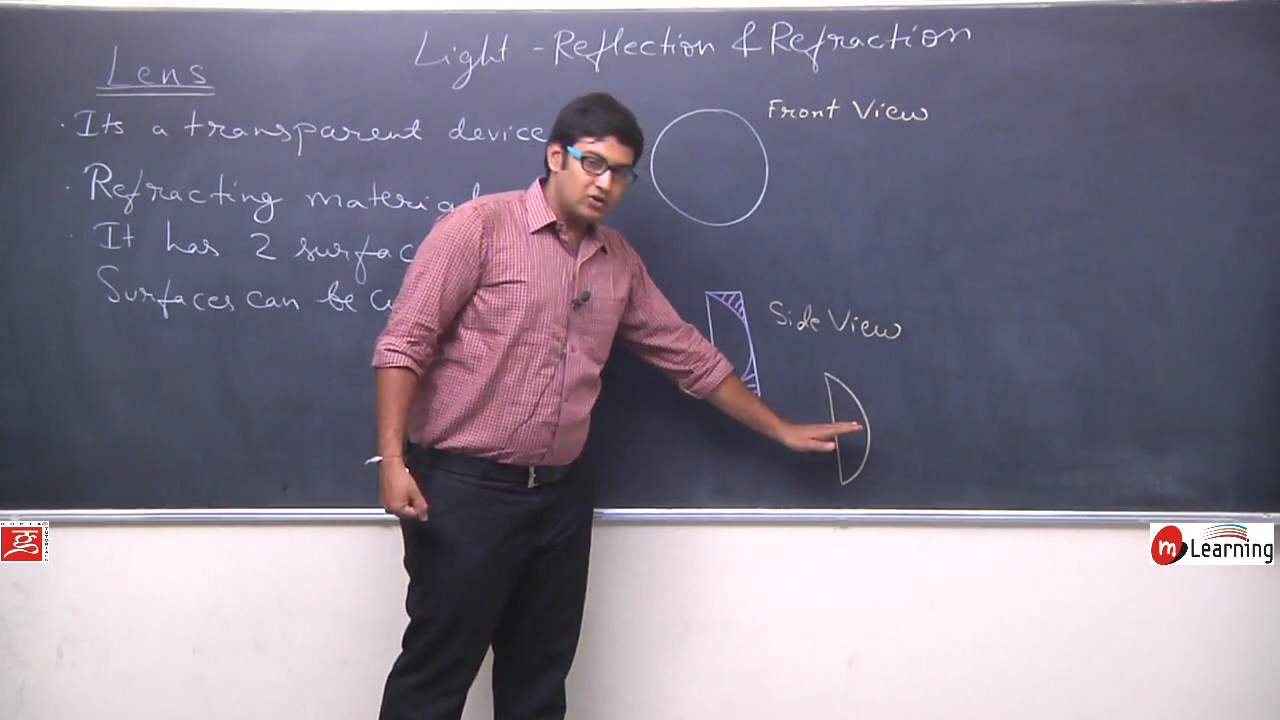 Light - Reflection & Refraction
Lens
· Its a transparent device
· Refracting material
· It has 2 surfac
Surfaces can be
Front View
Side View
m Learning